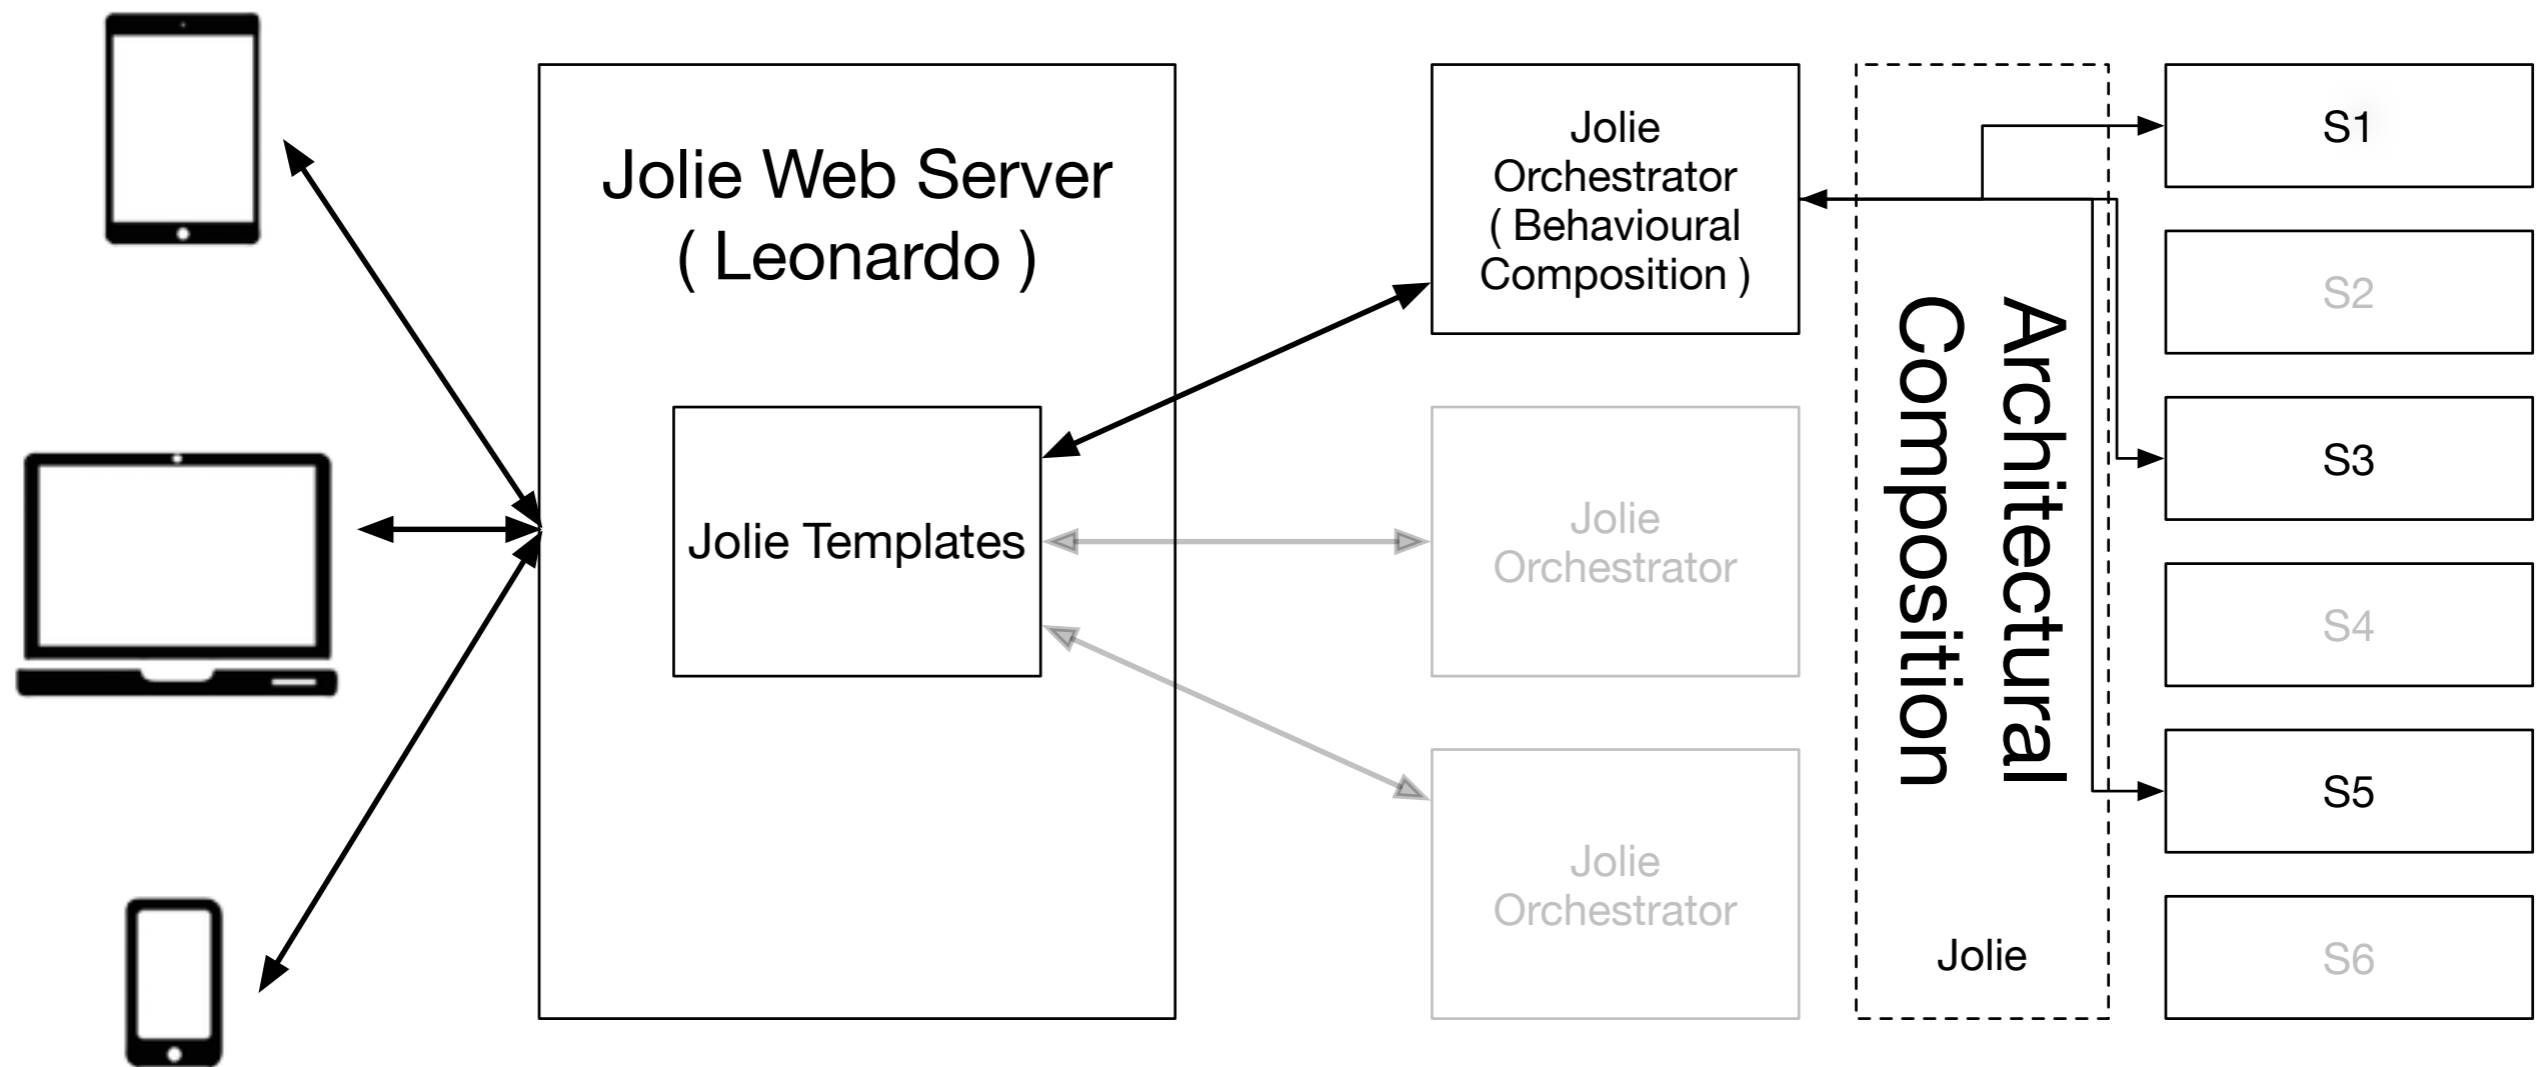 Jolie Web Server
( Leonardo )
Jolie Templates
Jolie
Orchestrator
( Behavioural
Composition )
Jolie
Orchestrator
Jolie
Orchestrator
Architectural
Composition
Jolie
S1
S2
S3
S4
S5
S6